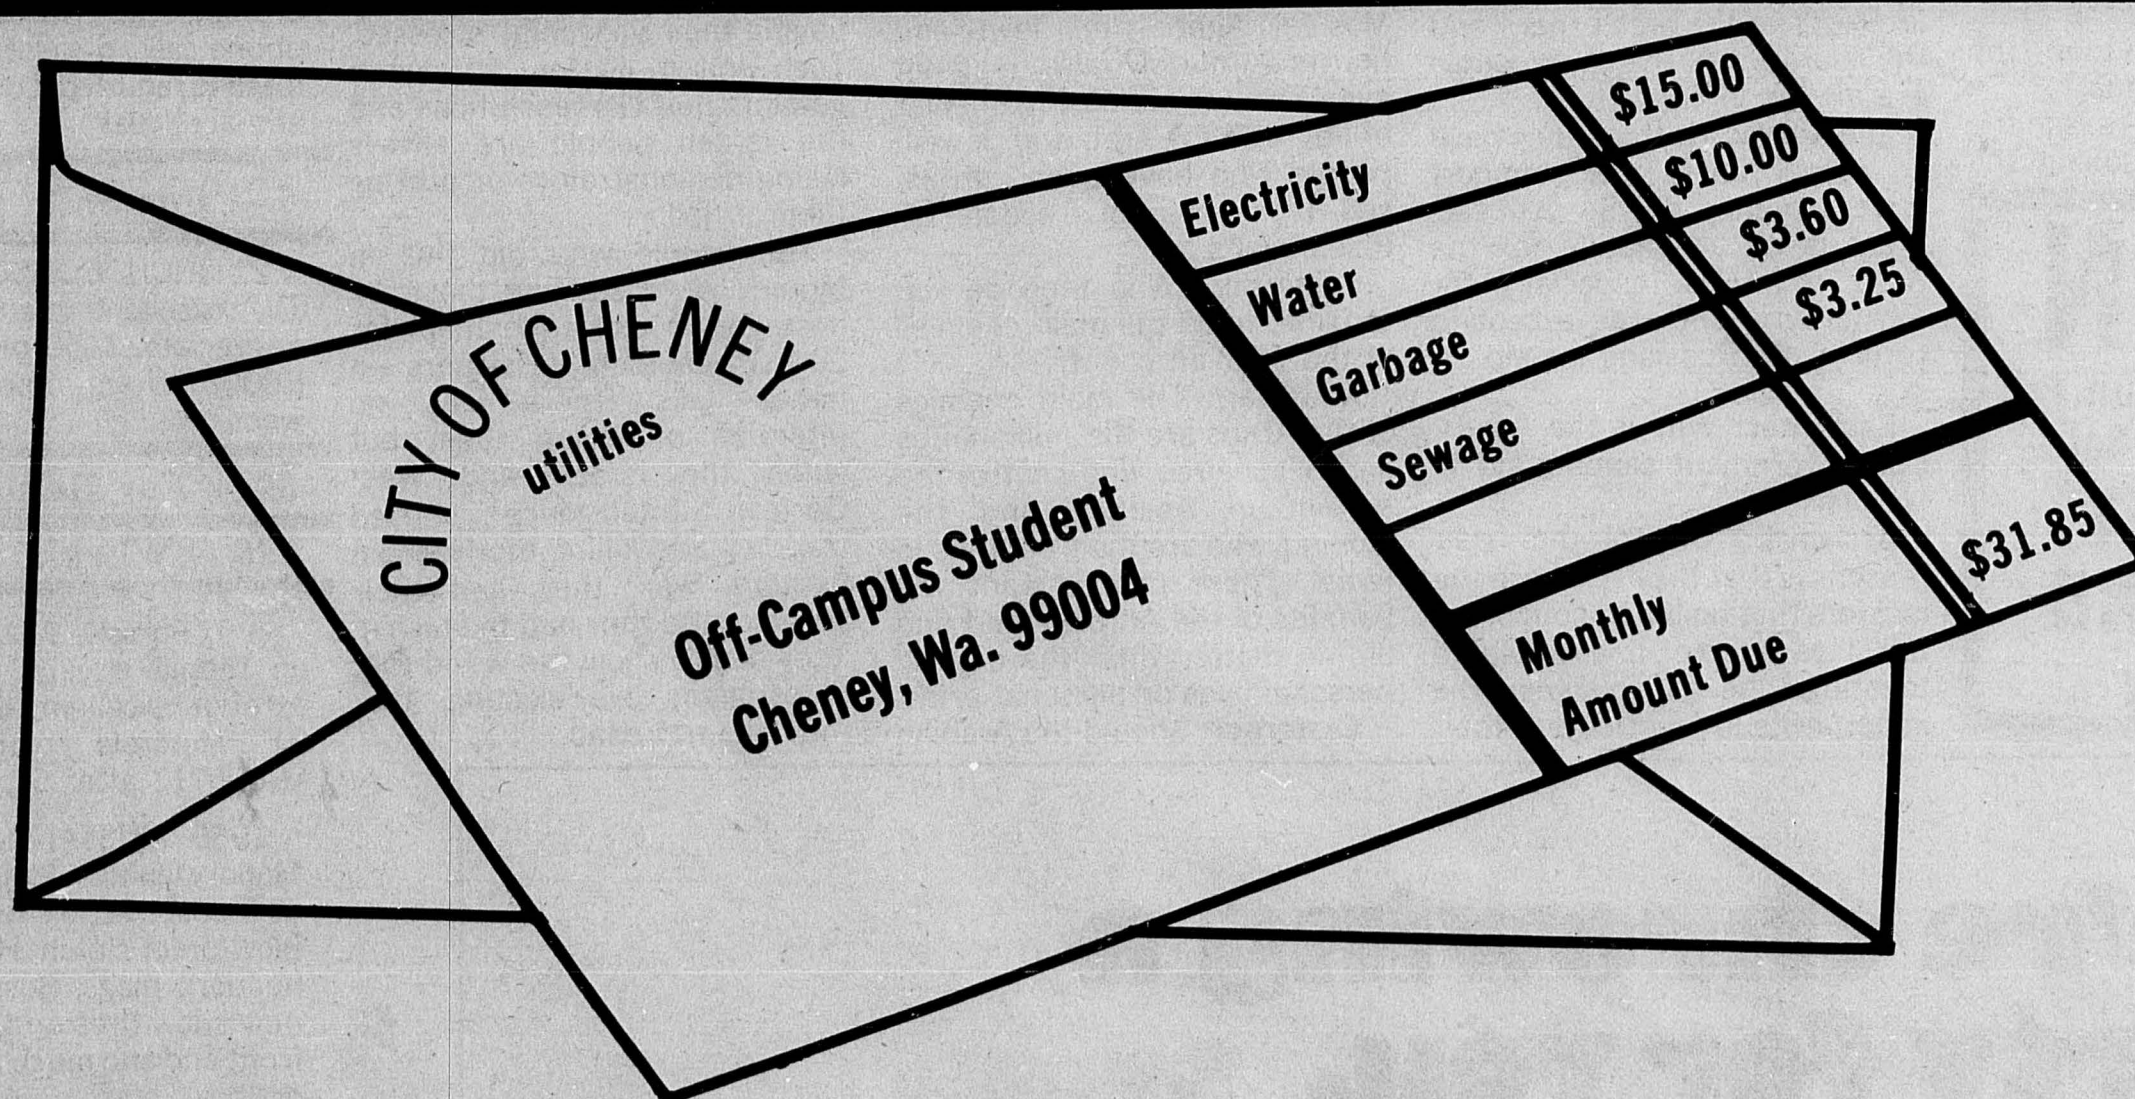 CITY OF CHENEY
utilities
Off-Campus Student
Cheney, Wa. 99004
Electricity $15.00
Water $10.00
Garbage $3.60
Sewage $3.25
Monthly
Amount Due $31.85